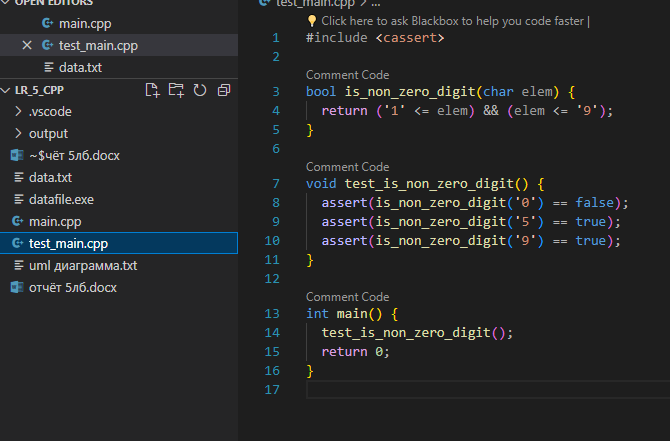 OPEN EDITORS
main.cpp
test_main.cpp
data.txt
LR_5_CPP
.vscode
output
~$чёт 5лб.docx
data.txt
datafile.exe
main.cpp
test_main.cpp
uml диаграмма.txt
отчёт 5лб.docx
test_main.cpp > ...
Click here to ask Blackbox to help you code faster |
1 #include <cassert>
2
Comment Code
3 bool is_non_zero_digit(char elem) {
4 return ('1' <= elem) && (elem <= '9');
5 }
6
Comment Code
7 void test_is_non_zero_digit() {
8 assert(is_non_zero_digit('0') == false);
9 assert(is_non_zero_digit('5') == true);
10 assert(is_non_zero_digit('9') == true);
11 }
12
Comment Code
13 int main() {
14 test_is_non_zero_digit();
15 return 0;
16 }
17